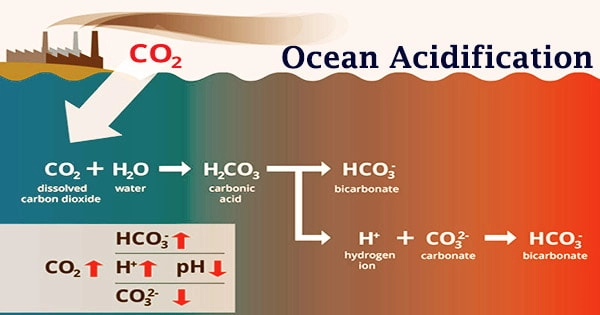 CO₂
Ocean Acidification
CO₂ + H₂O → H₂CO₃ → HCO₃⁻
dissolved carbon dioxide water carbonic acid bicarbonate
H⁺ + CO₃²⁻ → HCO₃⁻
hydrogen ion carbonate bicarbonate
HCO₃⁻ ↑
CO₂ ↑ H⁺ ↑ pH ↓
CO₃²⁻ ↓